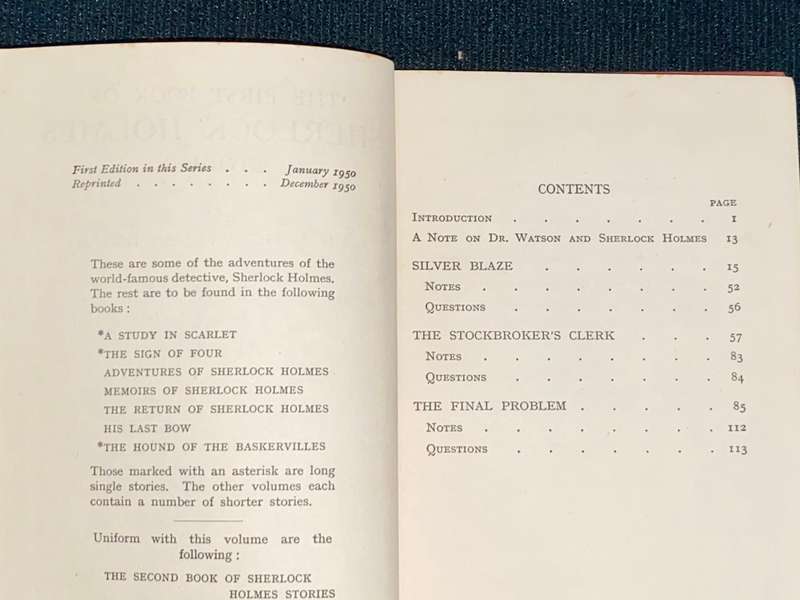 First Edition in this Series . . . January 1950
Reprinted . . . . . . . . December 1950
These are some of the adventures of the
world-famous detective, Sherlock Holmes.
The rest are to be found in the following
books :
*A STUDY IN SCARLET
*THE SIGN OF FOUR
ADVENTURES OF SHERLOCK HOLMES
MEMOIRS OF SHERLOCK HOLMES
THE RETURN OF SHERLOCK HOLMES
HIS LAST BOW
*THE HOUND OF THE BASKERVILLES
Those marked with an asterisk are long
single stories. The other volumes each
contain a number of shorter stories.
Uniform with this volume are the
following :
THE SECOND BOOK OF SHERLOCK
HOLMES STORIES
CONTENTS
PAGE
INTRODUCTION . . . . . . . 1
A NOTE ON DR. WATSON AND SHERLOCK HOLMES 13
SILVER BLAZE . . . . . . 15
NOTES . . . . . . . . 52
QUESTIONS . . . . . . . 56
THE STOCKBROKER'S CLERK . . . 57
NOTES . . . . . . . . 83
QUESTIONS . . . . . . . 84
THE FINAL PROBLEM . . . . . 85
NOTES . . . . . . . . 112
QUESTIONS . . . . . . . 113